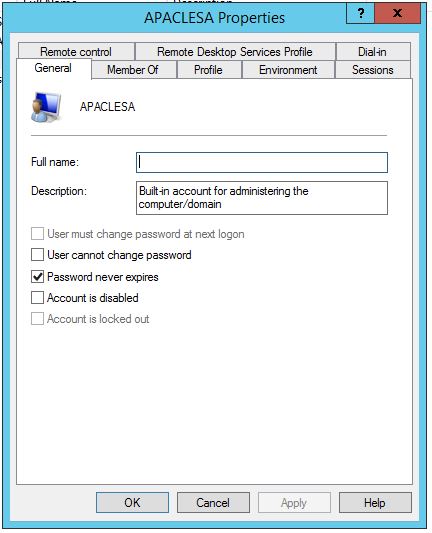 APACLESA Properties
? x
Remote control Remote Desktop Services Profile Dial-in
General Member Of Profile Environment Sessions
APACLESA
Full name:
Description: Built-in account for administering the
computer/domain
User must change password at next logon
User cannot change password
Password never expires
Account is disabled
Account is locked out
OK Cancel Apply Help